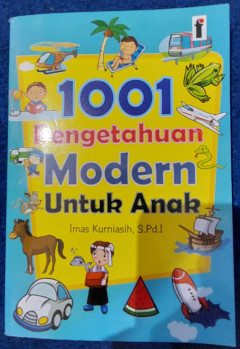 1001
Pengetahuan
Modern
Untuk Anak
Imas Kurniasih, S.Pd.I